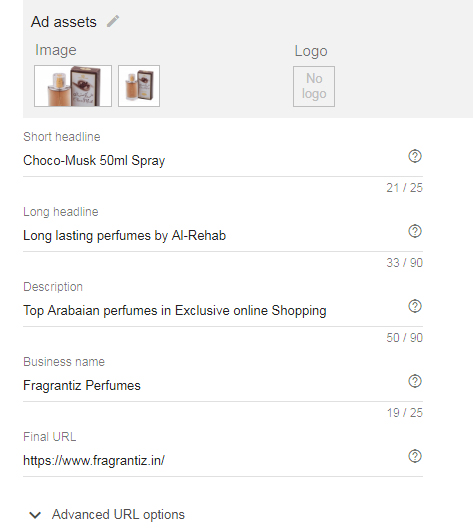 Ad assets
Image
Logo
No
logo
Short headline
Choco-Musk 50ml Spray
21 / 25
Long headline
Long lasting perfumes by Al-Rehab
33 / 90
Description
Top Arabaian perfumes in Exclusive online Shopping
50 / 90
Business name
Fragrantiz Perfumes
19 / 25
Final URL
https://www.fragrantiz.in/
Advanced URL options